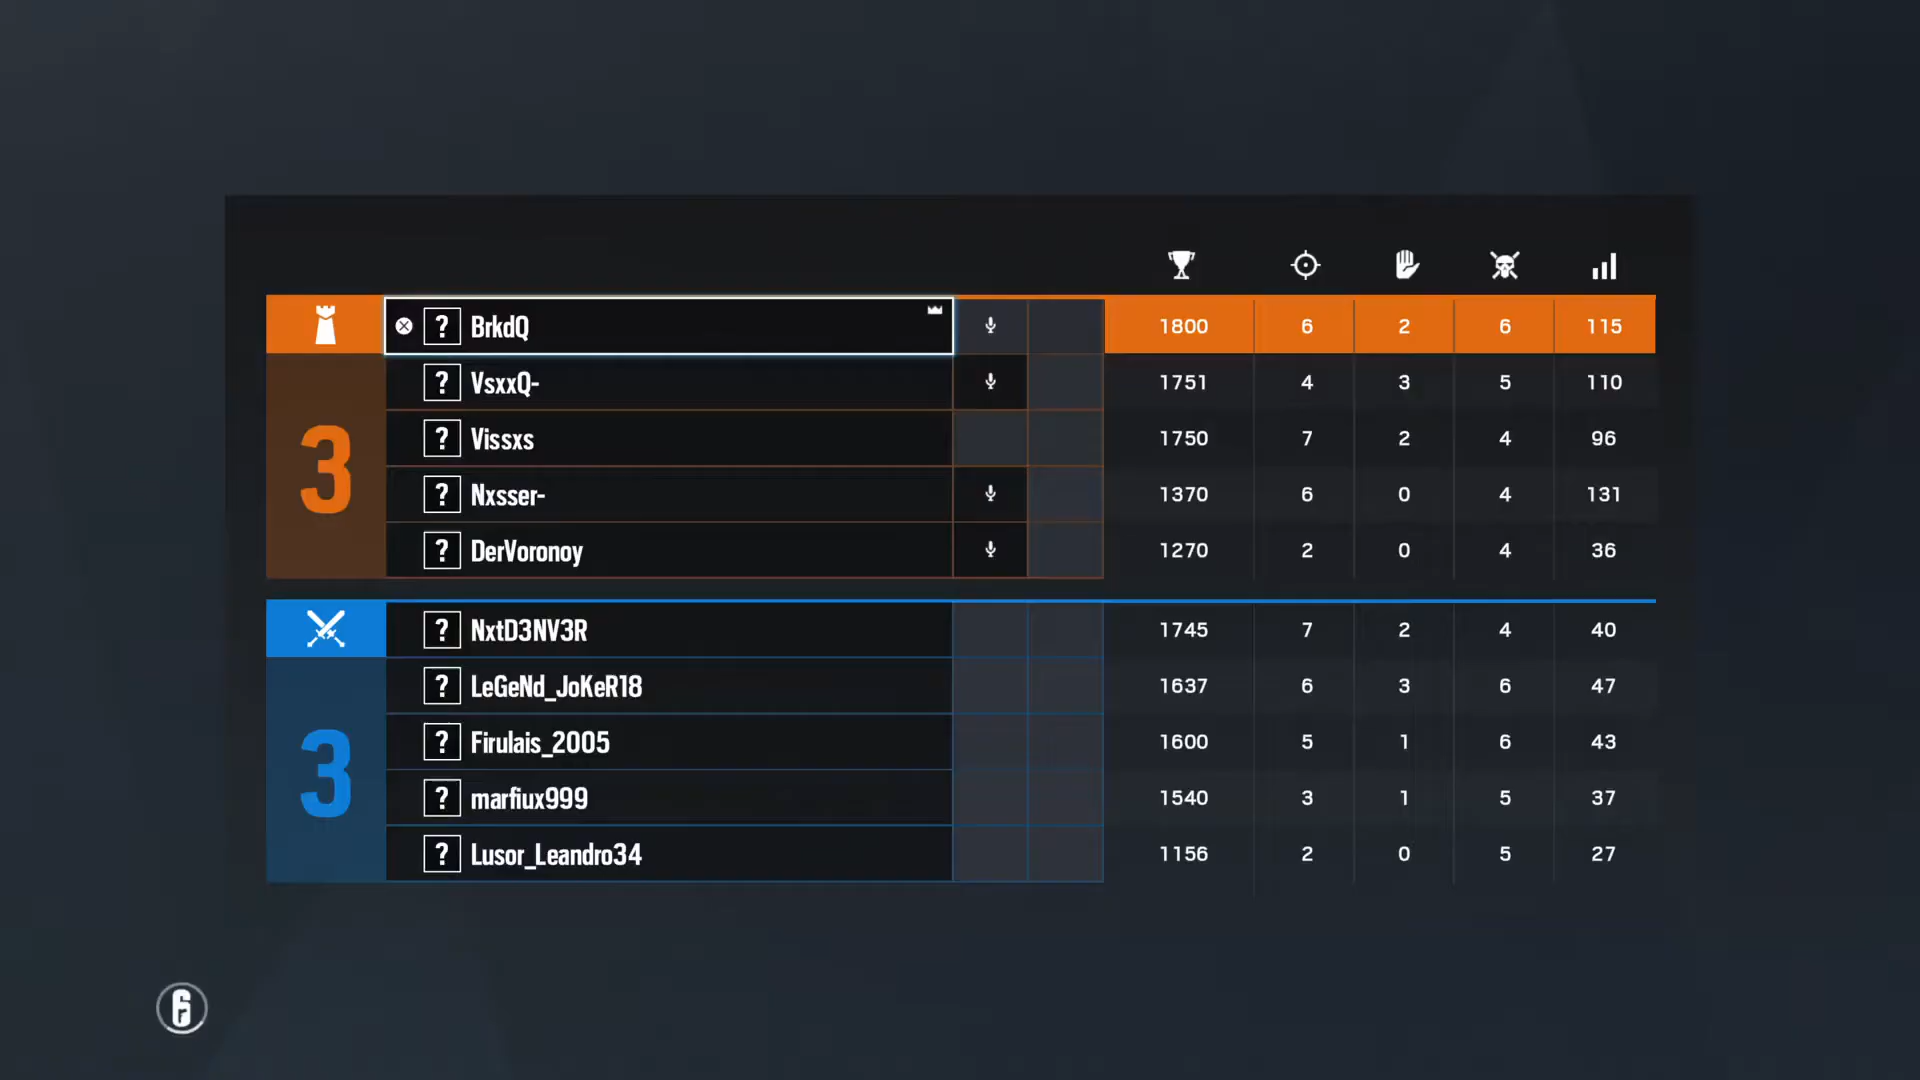 ? BrkdQ 1800 6 2 6 115
? VsxxQ- 1751 4 3 5 110
? Vissxs 1750 7 2 4 96
? Nxsser- 1370 6 0 4 131
? DerVoronoy 1270 2 0 4 36
3
? NxtD3NV3R 1745 7 2 4 40
? LeGeNd_JoKeR18 1637 6 3 6 47
? Firulais_2005 1600 5 1 6 43
? marfiux999 1540 3 1 5 37
? Lusor_Leandro34 1156 2 0 5 27
3
6